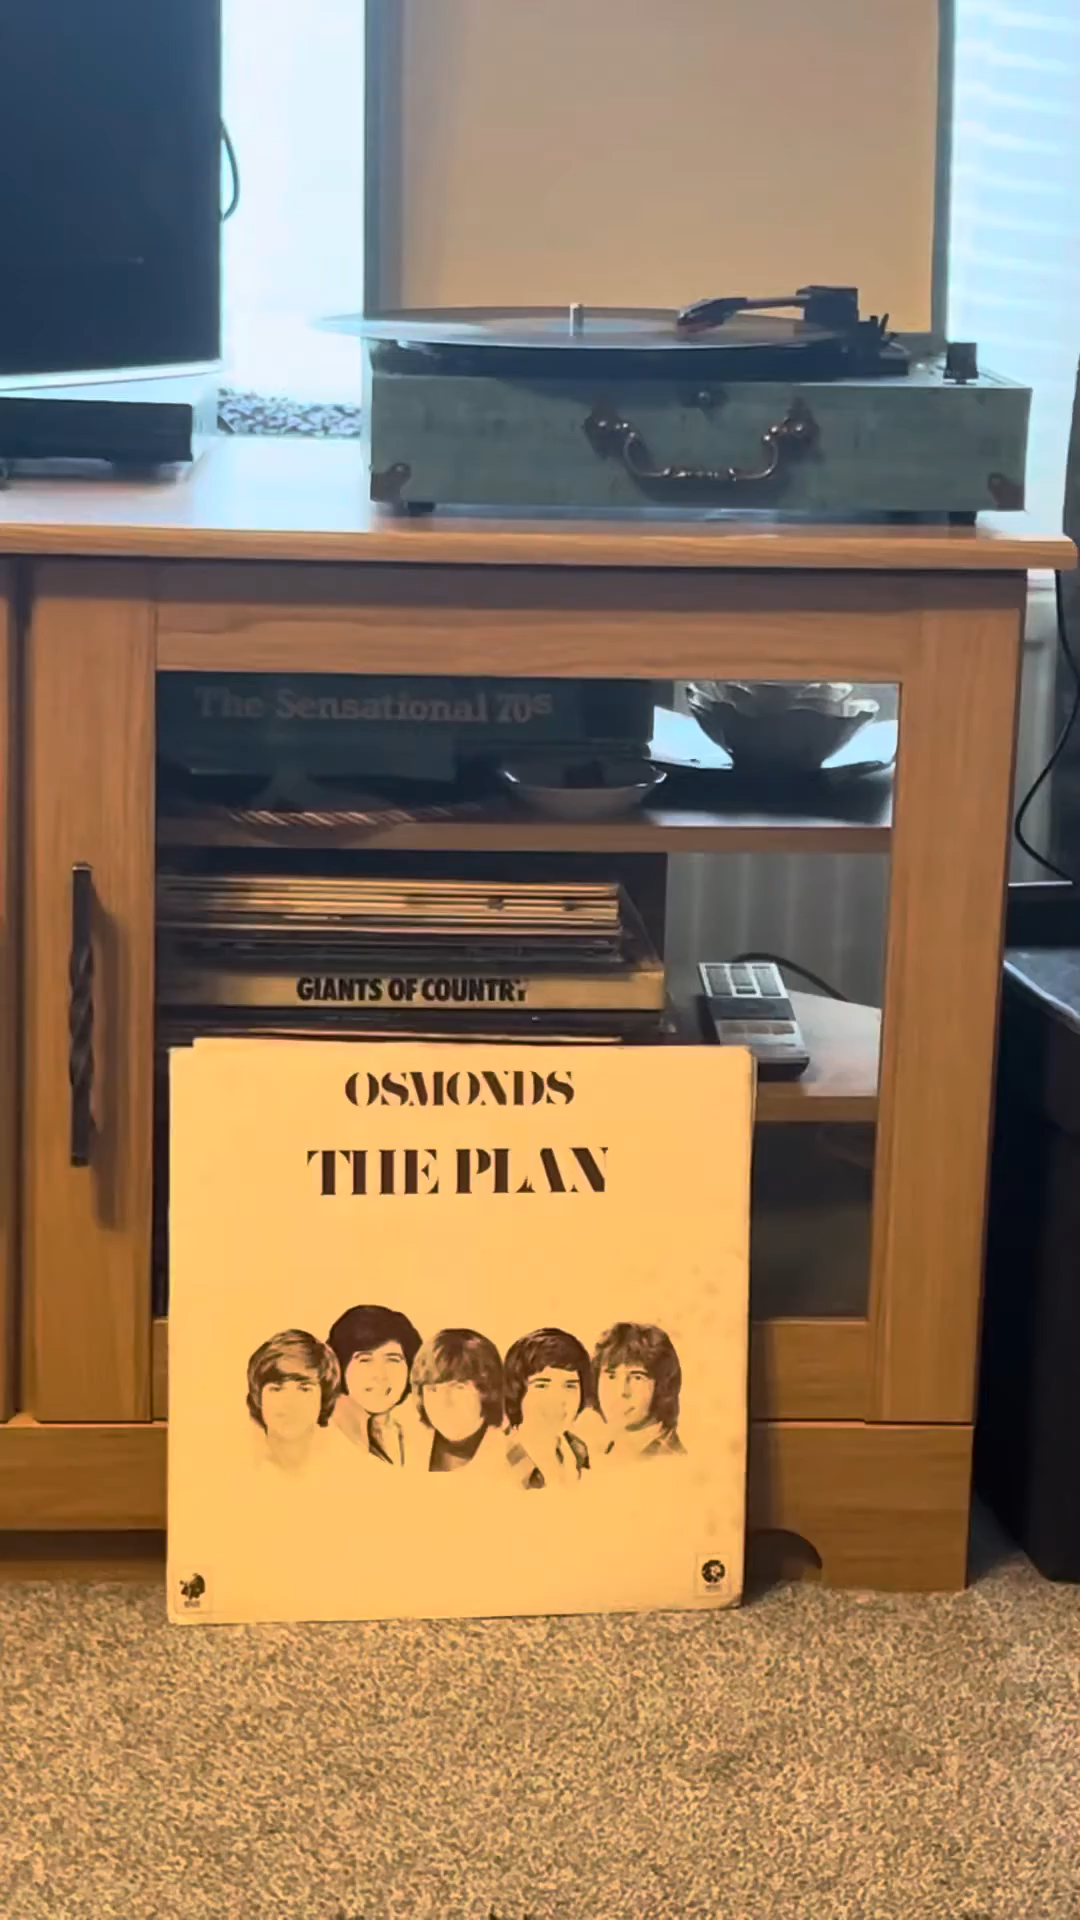 The Sensational 70s
GIANTS OF COUNTRY
OSMONDS
THE PLAN